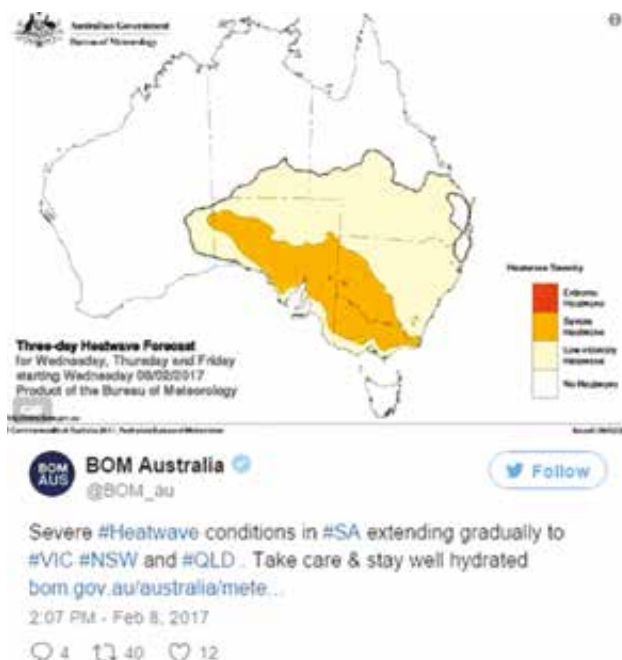 Australian Government
Bureau of Meteorology
Heatwave Severity
Extreme
Heatwave
Severe
Heatwave
Low-intensity
Heatwave
No Heatwave
Three-day Heatwave Forecast
for Wednesday, Thursday and Friday
starting Wednesday 08/02/2017
Product of the Bureau of Meteorology
BOM
AUS
BOM Australia
@BOM_au
Follow
Severe #Heatwave conditions in #SA extending gradually to
#VIC #NSW and #QLD . Take care & stay well hydrated
bom.gov.au/australia/mete...
2:07 PM - Feb 8, 2017
4 40 12